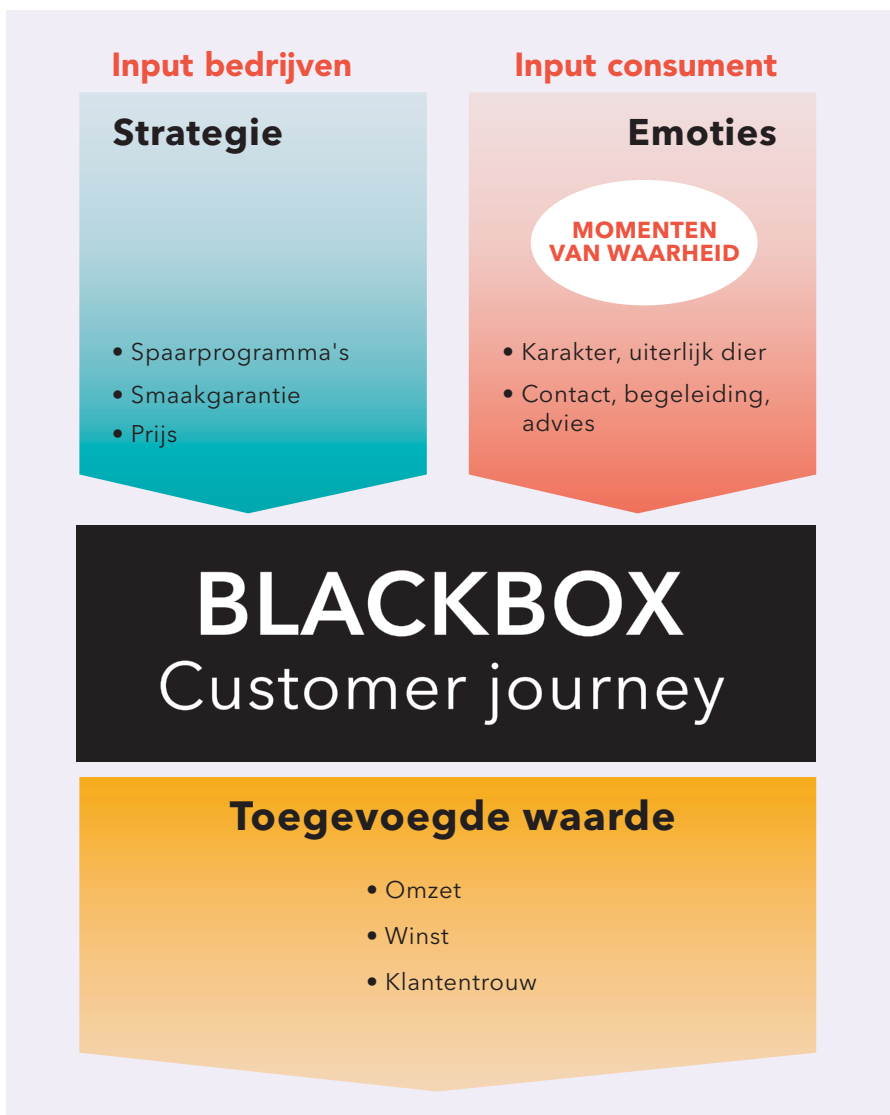 Input bedrijven
Strategie
• Spaarprogramma's
• Smaakgarantie
• Prijs
Input consument
Emoties
MOMENTEN
VAN WAARHEID
• Karakter, uiterlijk dier
• Contact, begeleiding,
advies
BLACKBOX
Customer journey
Toegevoegde waarde
• Omzet
• Winst
• Klantentrouw